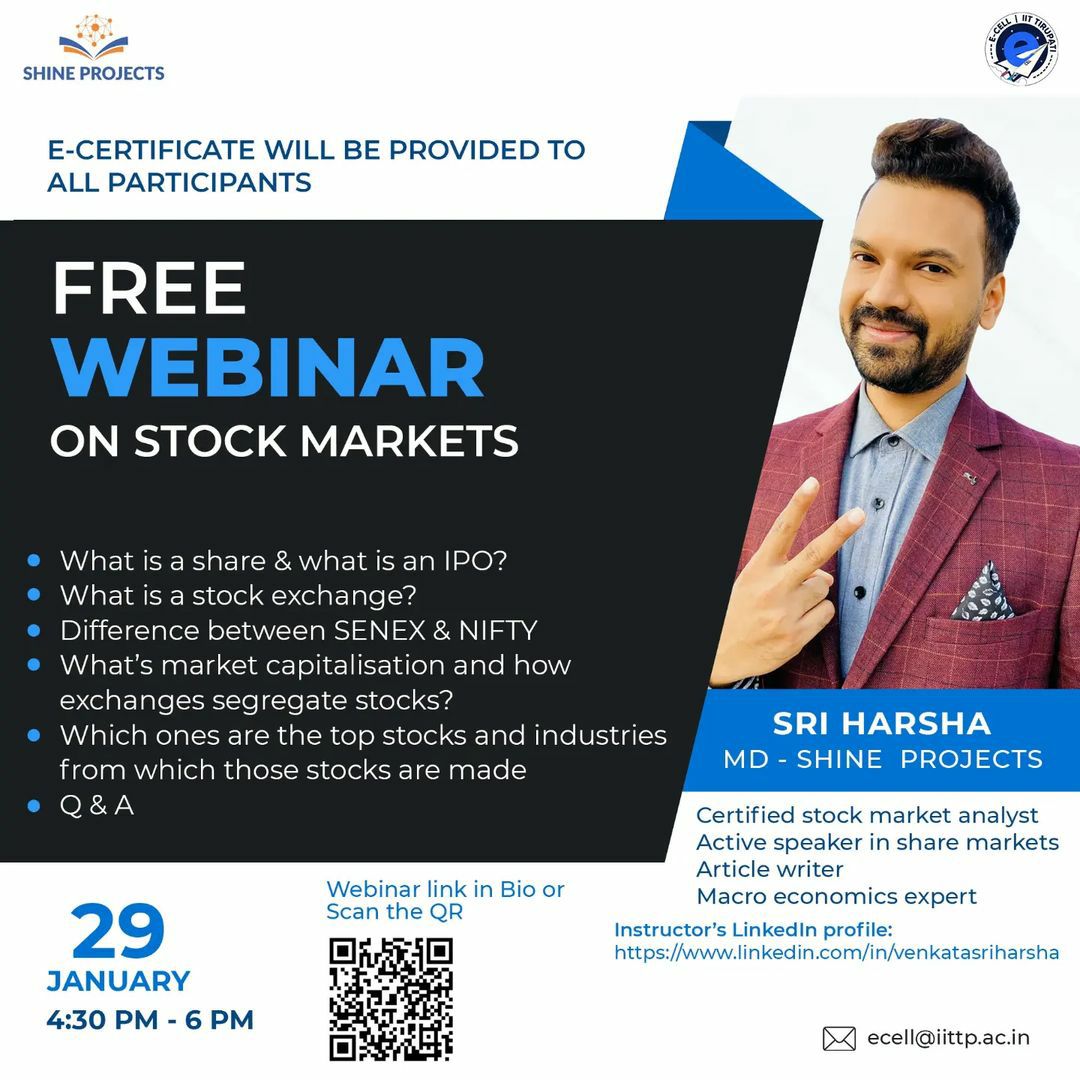 SHINE PROJECTS
E-CELL | IIT TIRUPATI
e
E-CERTIFICATE WILL BE PROVIDED TO
ALL PARTICIPANTS
FREE
WEBINAR
ON STOCK MARKETS
• What is a share & what is an IPO?
• What is a stock exchange?
• Difference between SENEX & NIFTY
• What's market capitalisation and how
exchanges segregate stocks?
• Which ones are the top stocks and industries
from which those stocks are made
• Q & A
SRI HARSHA
MD - SHINE PROJECTS
Certified stock market analyst
Active speaker in share markets
Article writer
Macro economics expert
Instructor's LinkedIn profile:
https://www.linkedin.com/in/venkatasriharsha
Webinar link in Bio or
Scan the QR
29
JANUARY
4:30 PM - 6 PM
ecell@iittp.ac.in